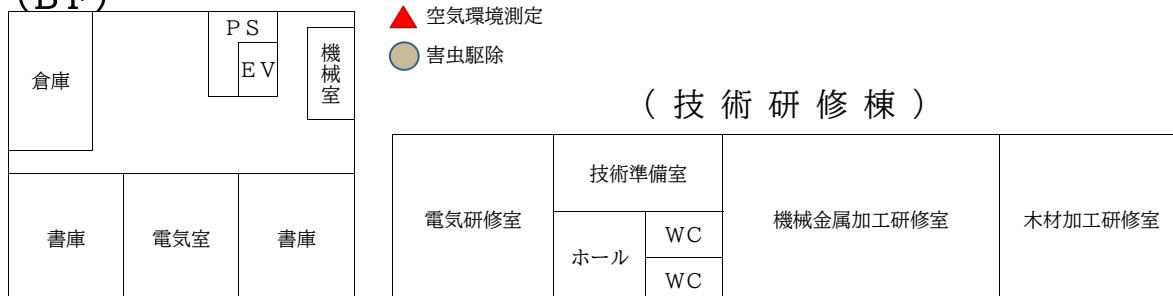 (BF)
空気環境測定
害虫駆除
PS
EV
機械室
倉庫
書庫
電気室
書庫
(技術研修棟)
技術準備室
電気研修室
ホール
WC
WC
機械金属加工研修室
木材加工研修室